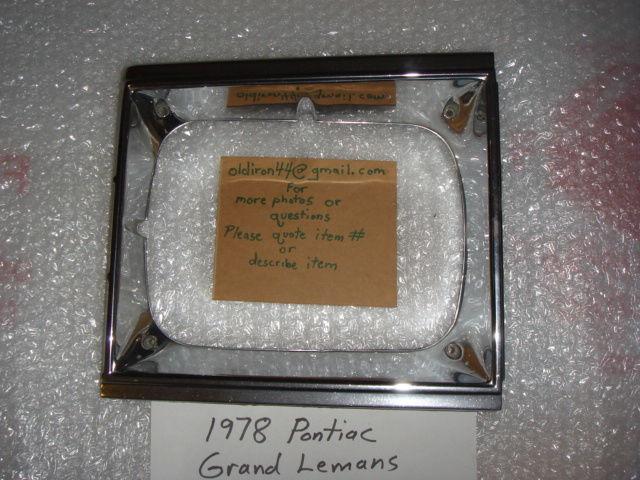 oldiron44@gmail.com
for
more photos or
questions
Please quote item #
or
describe item
1978 Pontiac
Grand Lemans